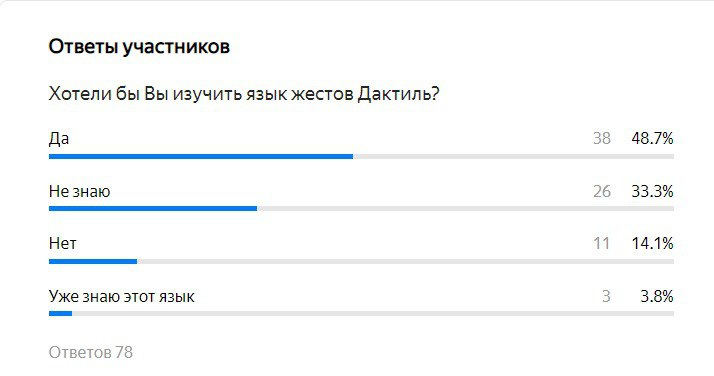 Ответы участников
Хотели бы Вы изучить язык жестов Дактиль?
Да 38 48.7%
Не знаю 26 33.3%
Нет 11 14.1%
Уже знаю этот язык 3 3.8%
Ответов 78